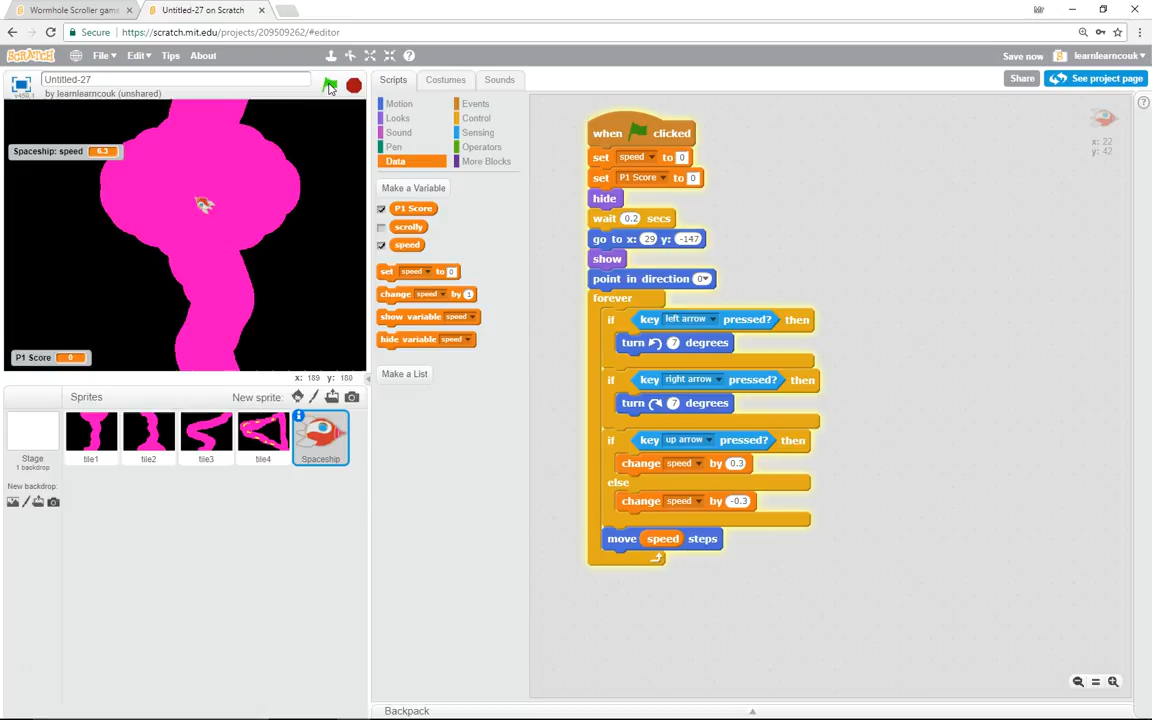 Wormhole Scroller game
Untitled-27 on Scratch
Secure https://scratch.mit.edu/projects/209509262/#editor
SCRATCH File Edit Tips About Save now learnlearncouk
Untitled-27
by learnlearncouk (unshared)
Scripts Costumes Sounds
Share See project page
Spaceship: speed 6.3
P1 Score 0
x: 189 y: 180
Motion Events
Looks Control
Sound Sensing
Pen Operators
Data More Blocks
Make a Variable
P1 Score
scrolly
speed
set speed to 0
change speed by 1
show variable speed
hide variable speed
Make a List
when clicked
set speed to 0
set P1 Score to 0
hide
wait 0.2 secs
go to x: 29 y: -147
show
point in direction 0
forever
if key left arrow pressed? then
turn 7 degrees
if key right arrow pressed? then
turn 7 degrees
if key up arrow pressed? then
change speed by 0.3
else
change speed by -0.3
move speed steps
x: 22
y: 42
Sprites New sprite:
Stage
1 backdrop
New backdrop:
tile1 tile2 tile3 tile4 Spaceship
Backpack